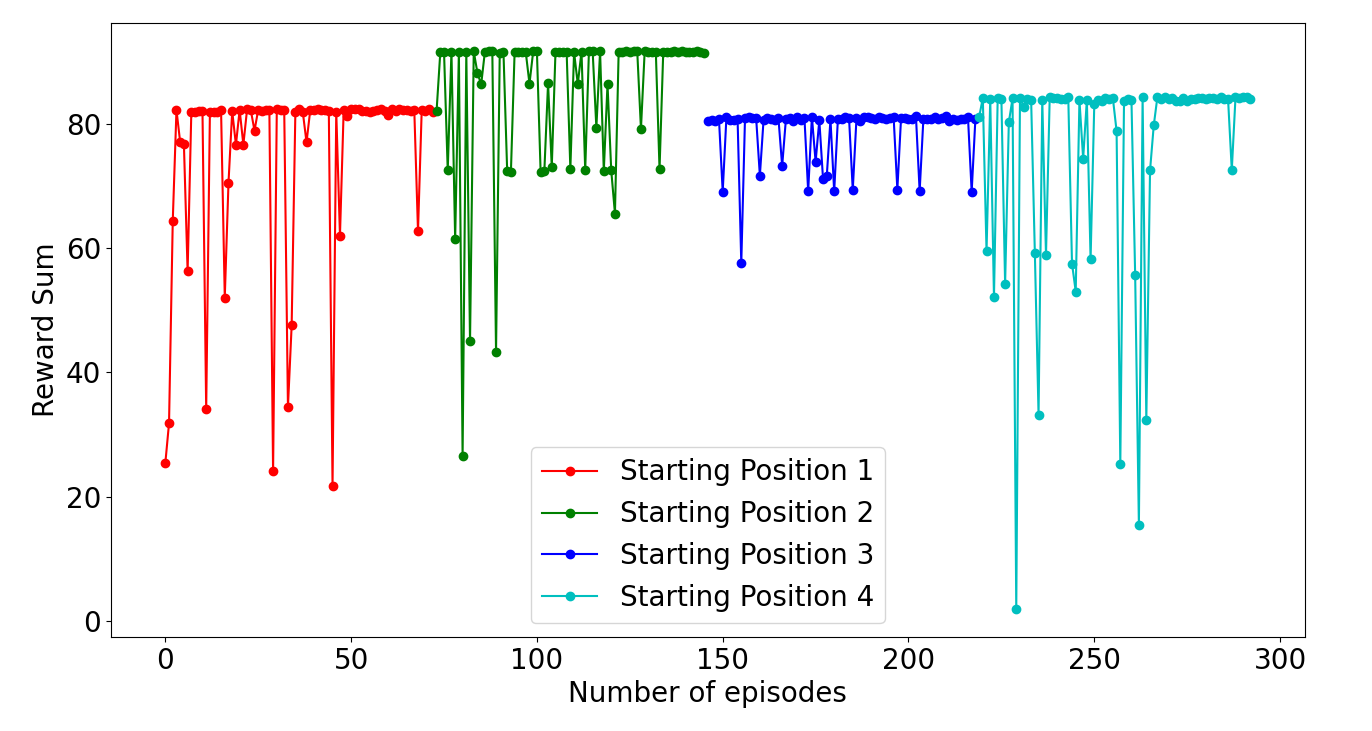 80
60
40
20
0
Reward Sum
Starting Position 1
Starting Position 2
Starting Position 3
Starting Position 4
0 50 100 150 200 250 300
Number of episodes